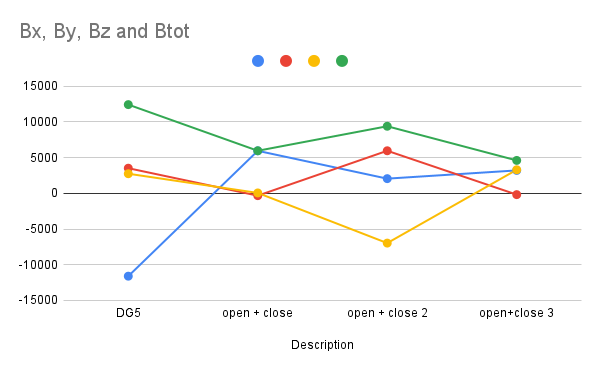 Bx, By, Bz and Btot
15000
10000
5000
0
-5000
-10000
-15000
DG5
open + close
open + close 2
open+close 3
Description